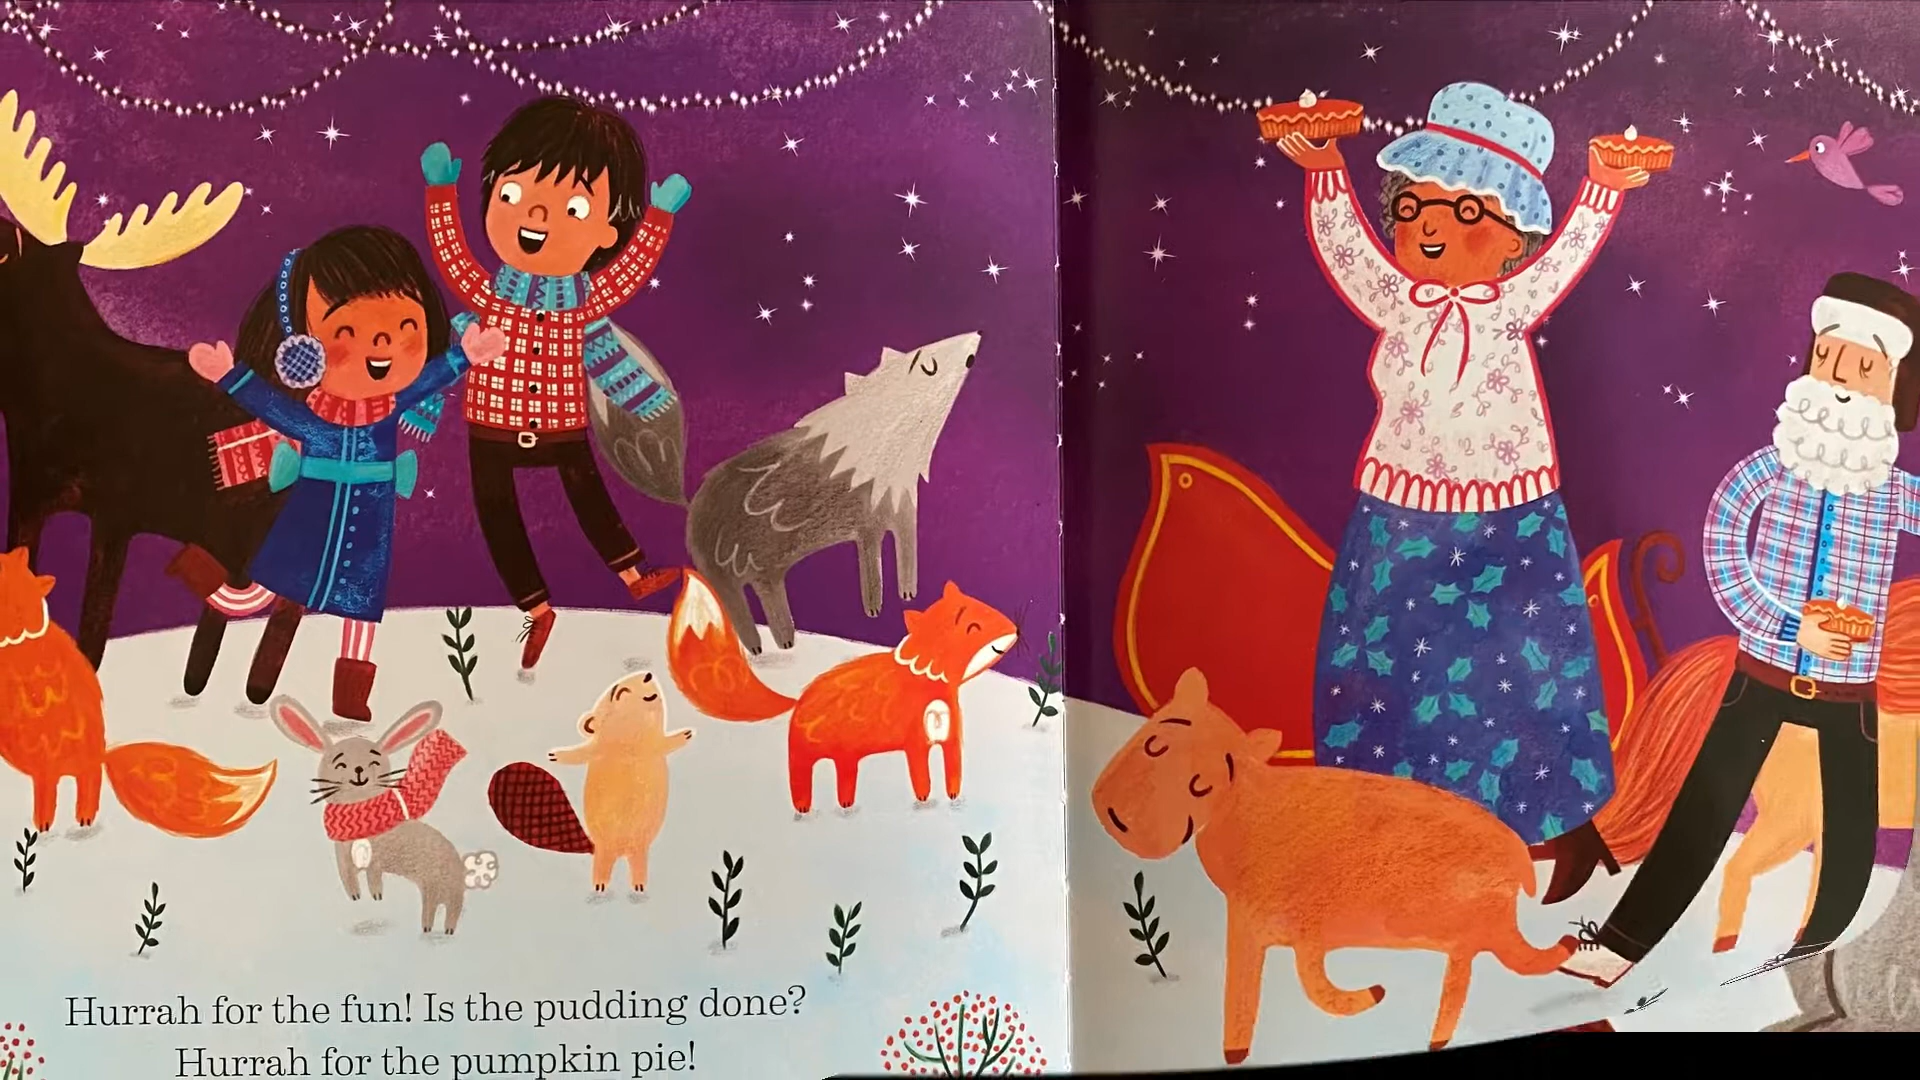 Hurrah for the fun! Is the pudding done?
Hurrah for the pumpkin pie!